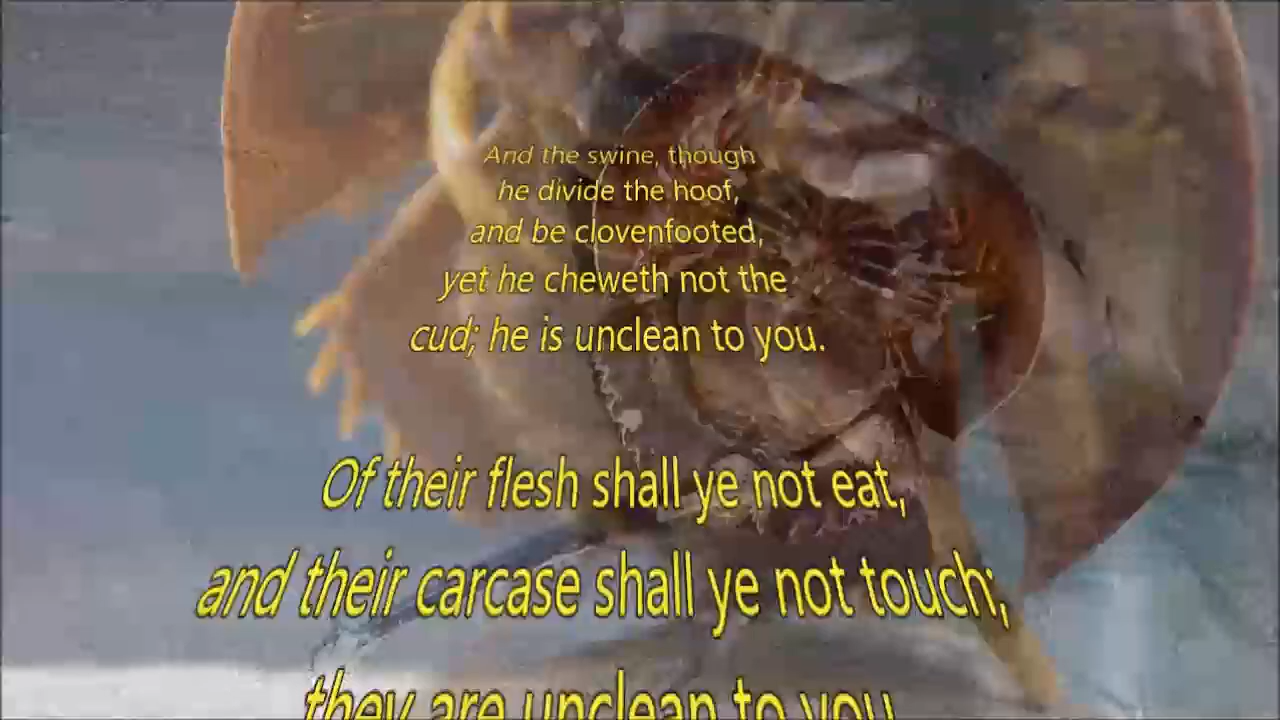 And the swine, though
he divide the hoof,
and be clovenfooted,
yet he cheweth not the
cud; he is unclean to you.
Of their flesh shall ye not eat,
and their carcase shall ye not touch;
they are unclean to you